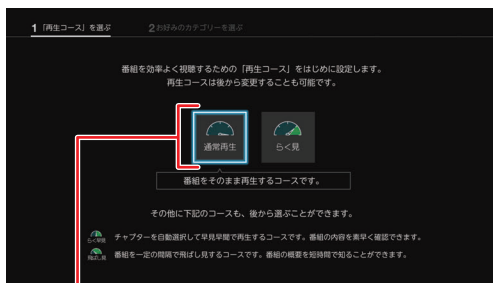 1 「再生コース」を選ぶ 2 お好みのカテゴリーを選ぶ
番組を効率よく視聴するための「再生コース」をはじめに設定します。
再生コースは後から変更することも可能です。
通常再生 らく見
番組をそのまま再生するコースです。
その他に下記のコースも、後から選ぶことができます。
らく早見 チャプターを自動選択して早見早聞で再生するコースです。番組の内容を素早く確認できます。
飛ばし見 番組を一定の間隔で飛ばし見するコースです。番組の概要を短時間で知ることができます。